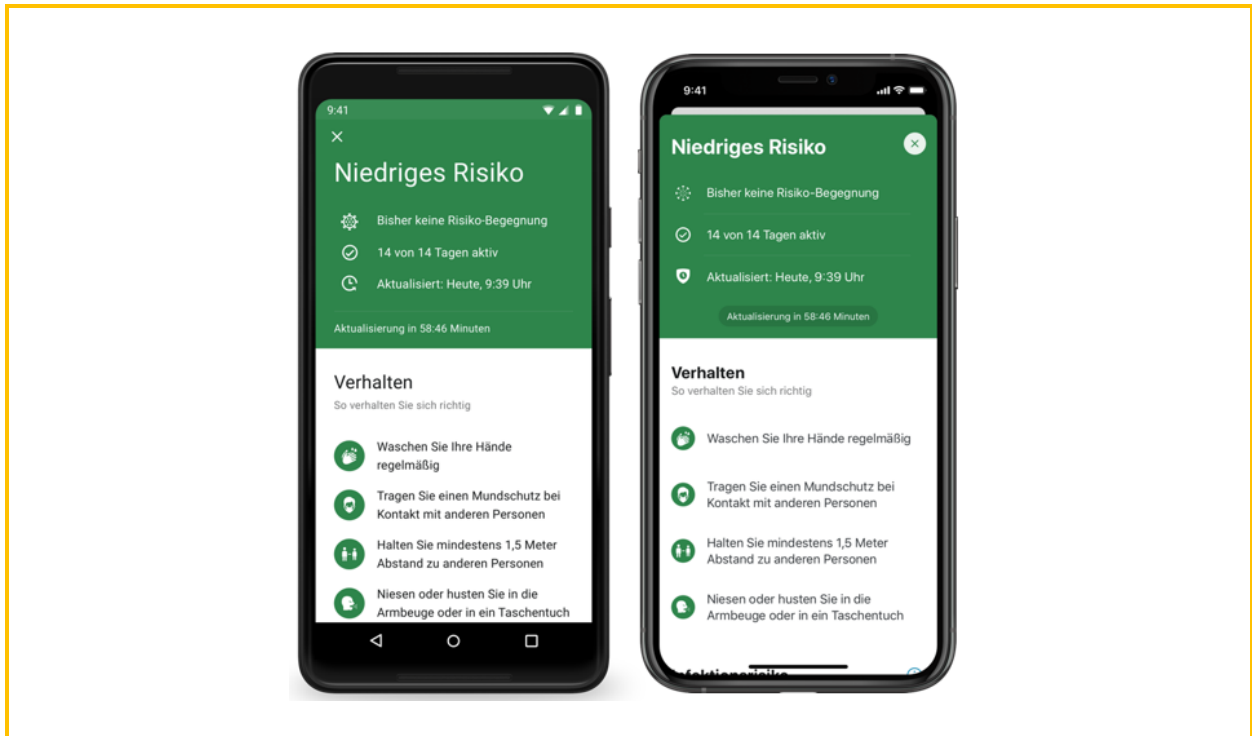 9:41
Niedriges Risiko
Bisher keine Risiko-Begegnung
14 von 14 Tagen aktiv
Aktualisiert: Heute, 9:39 Uhr
Aktualisierung in 58:46 Minuten
Verhalten
So verhalten Sie sich richtig
Waschen Sie Ihre Hände
regelmäßig
Tragen Sie einen Mundschutz bei
Kontakt mit anderen Personen
Halten Sie mindestens 1,5 Meter
Abstand zu anderen Personen
Niesen oder husten Sie in die
Armbeuge oder in ein Taschentuch
9:41
Niedriges Risiko
Bisher keine Risiko-Begegnung
14 von 14 Tagen aktiv
Aktualisiert: Heute, 9:39 Uhr
Aktualisierung in 58:46 Minuten
Verhalten
So verhalten Sie sich richtig
Waschen Sie Ihre Hände regelmäßig
Tragen Sie einen Mundschutz bei
Kontakt mit anderen Personen
Halten Sie mindestens 1,5 Meter
Abstand zu anderen Personen
Niesen oder husten Sie in die
Armbeuge oder in ein Taschentuch
Infektionsrisiko